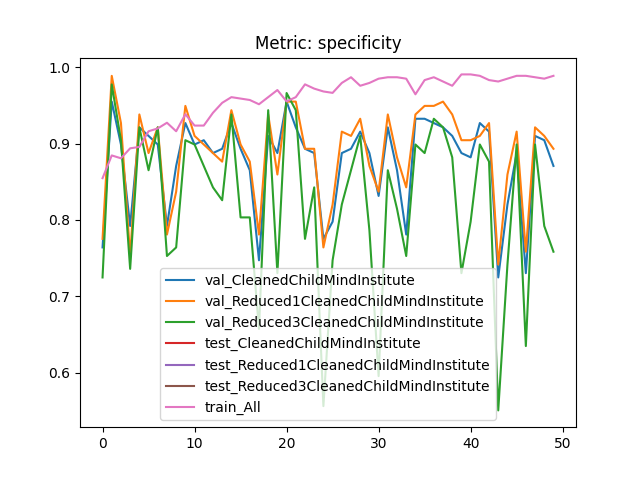 Metric: specificity
1.0
0.9
0.8
0.7
0.6
val_CleanedChildMindInstitute
val_Reduced1CleanedChildMindInstitute
val_Reduced3CleanedChildMindInstitute
test_CleanedChildMindInstitute
test_Reduced1CleanedChildMindInstitute
test_Reduced3CleanedChildMindInstitute
train_All
0 10 20 30 40 50